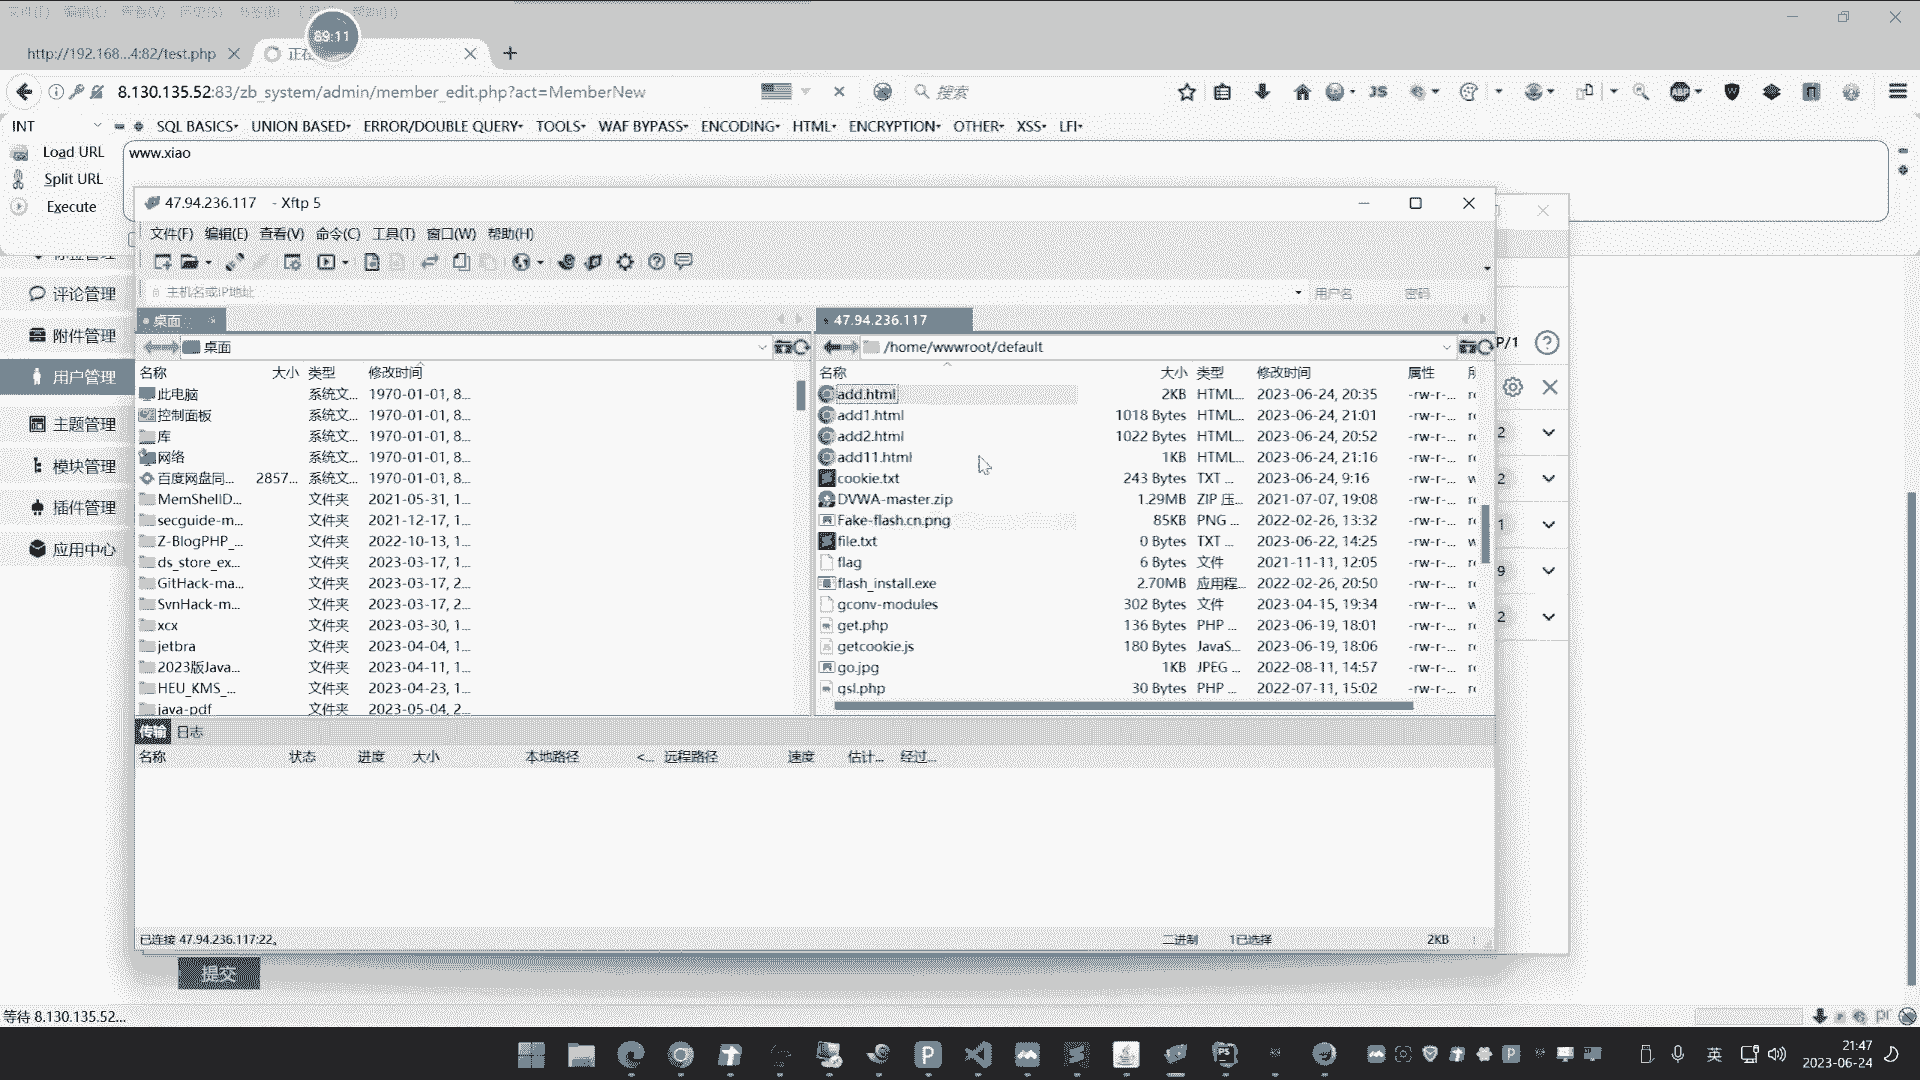 文件(F) 编辑(E) 查看(V) 历史(S) 书签(B) 工具(T) 帮助(H)
89:11
http://192.168...4:82/test.php
8.130.135.52:83/zb_system/admin/member_edit.php?act=MemberNew
搜索
INT SQL BASICS UNION BASED ERROR/DOUBLE QUERY TOOLS WAF BYPASS ENCODING HTML ENCRYPTION OTHER XSS LFI
Load URL www.xiao
Split URL
Execute
47.94.236.117 - Xftp 5
文件(F) 编辑(E) 查看(V) 命令(C) 工具(T) 窗口(W) 帮助(H)
主机名或IP地址 用户名 密码
评论管理
附件管理
用户管理
主题管理
模块管理
插件管理
应用中心
桌面
桌面
名称 大小 类型 修改时间
此电脑 系统文... 1970-01-01, 8...
控制面板 系统文... 1970-01-01, 8...
库 系统文... 1970-01-01, 8...
网络 系统文... 1970-01-01, 8...
百度网盘同... 2857... 系统文... 1970-01-01, 8...
MemShellD... 文件夹 2021-05-31, 1...
secguide-m... 文件夹 2021-12-17, 1...
Z-BlogPHP_... 文件夹 2022-10-13, 1...
ds_store_ex... 文件夹 2023-03-17, 1...
GitHack-ma... 文件夹 2023-03-17, 2...
SvnHack-m... 文件夹 2023-03-17, 2...
xcx 文件夹 2023-03-30, 1...
jetbra 文件夹 2023-04-04, 1...
2023版Java... 文件夹 2023-04-11, 1...
HEU_KMS_... 文件夹 2023-04-23, 1...
java-pdf 文件夹 2023-05-04, 2...
47.94.236.117
/home/wwwroot/default
名称 大小 类型 修改时间 属性
add.html 2KB HTML... 2023-06-24, 20:35 -rw-r-...
add1.html 1018 Bytes HTML... 2023-06-24, 21:01 -rw-r-...
add2.html 1022 Bytes HTML... 2023-06-24, 20:52 -rw-r-...
add11.html 1KB HTML... 2023-06-24, 21:16 -rw-r-...
cookie.txt 243 Bytes TXT ... 2023-06-24, 9:16 -rw-r-...
DVWA-master.zip 1.29MB ZIP 压... 2021-07-07, 19:08 -rw-r-...
Fake-flash.cn.png 85KB PNG ... 2022-02-26, 13:32 -rw-r-...
file.txt 0 Bytes TXT ... 2023-06-22, 14:25 -rw-r-...
flag 6 Bytes 文件 2021-11-11, 12:05 -rw-r-...
flash_install.exe 2.70MB 应用程... 2022-02-26, 20:50 -rw-r-...
gconv-modules 302 Bytes 文件 2023-04-15, 19:34 -rw-r-...
get.php 136 Bytes PHP ... 2023-06-19, 18:01 -rw-r-...
getcookie.js 180 Bytes JavaS... 2023-06-19, 18:06 -rw-r-...
go.jpg 1KB JPEG ... 2022-08-11, 14:57 -rw-r-...
gsl.php 30 Bytes PHP ... 2022-07-11, 15:02 -rw-r-...
P/1
2
2
1
9
2
传输 日志
名称 状态 进度 大小 本地路径 <... 远程路径 速度 估计... 经过...
已连接 47.94.236.117:22。 二进制 1已选择 2KB
提交
等待 8.130.135.52...
英
21:47
2023-06-24